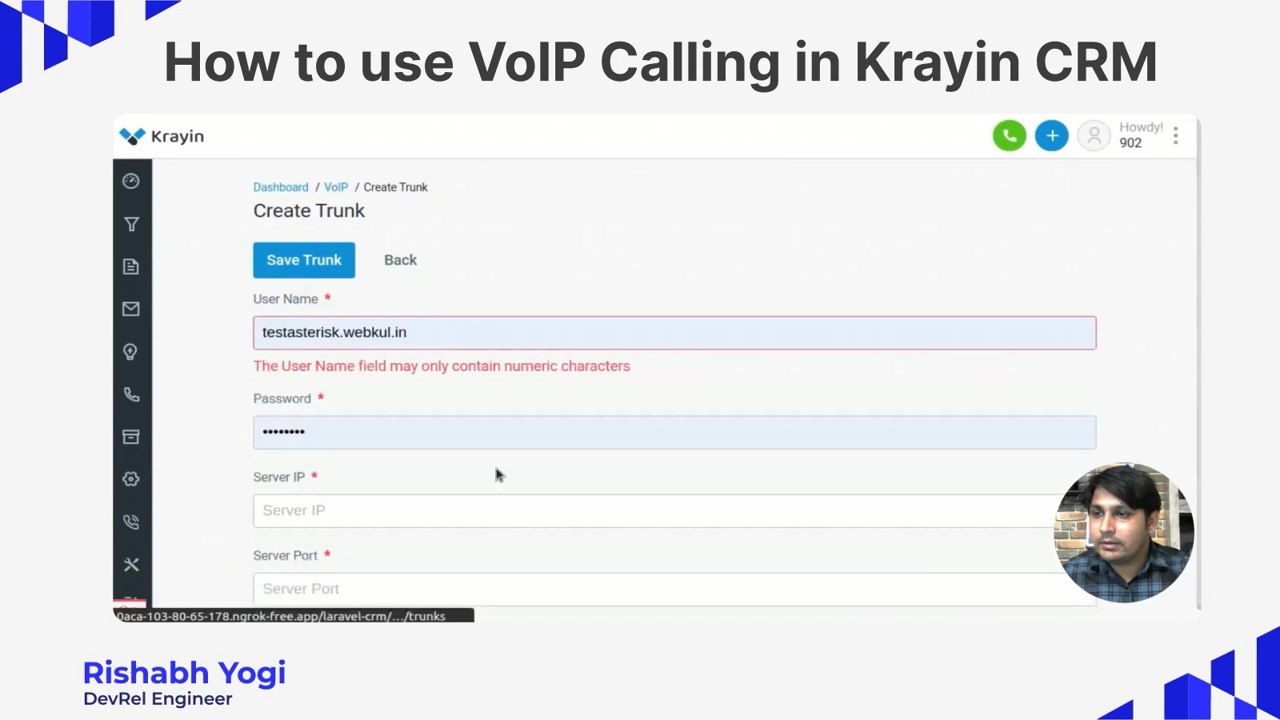 How to use VoIP Calling in Krayin CRM
Krayin
Howdy!
902
Dashboard / VoIP / Create Trunk
Create Trunk
Save Trunk Back
User Name *
testasterisk.webkul.in
The User Name field may only contain numeric characters
Password *
••••••••
Server IP *
Server IP
Server Port *
Server Port
0aca-103-80-65-178.ngrok-free.app/laravel-crm/.../trunks
Rishabh Yogi
DevRel Engineer